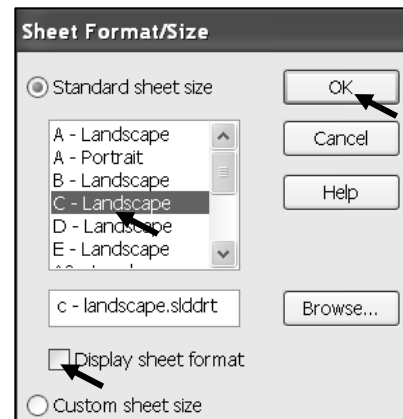 Sheet Format/Size
Standard sheet size
OK
A - Landscape
A - Portrait
B - Landscape
C - Landscape
D - Landscape
E - Landscape
Cancel
Help
c - landscape.slddrt
Browse...
Display sheet format
Custom sheet size